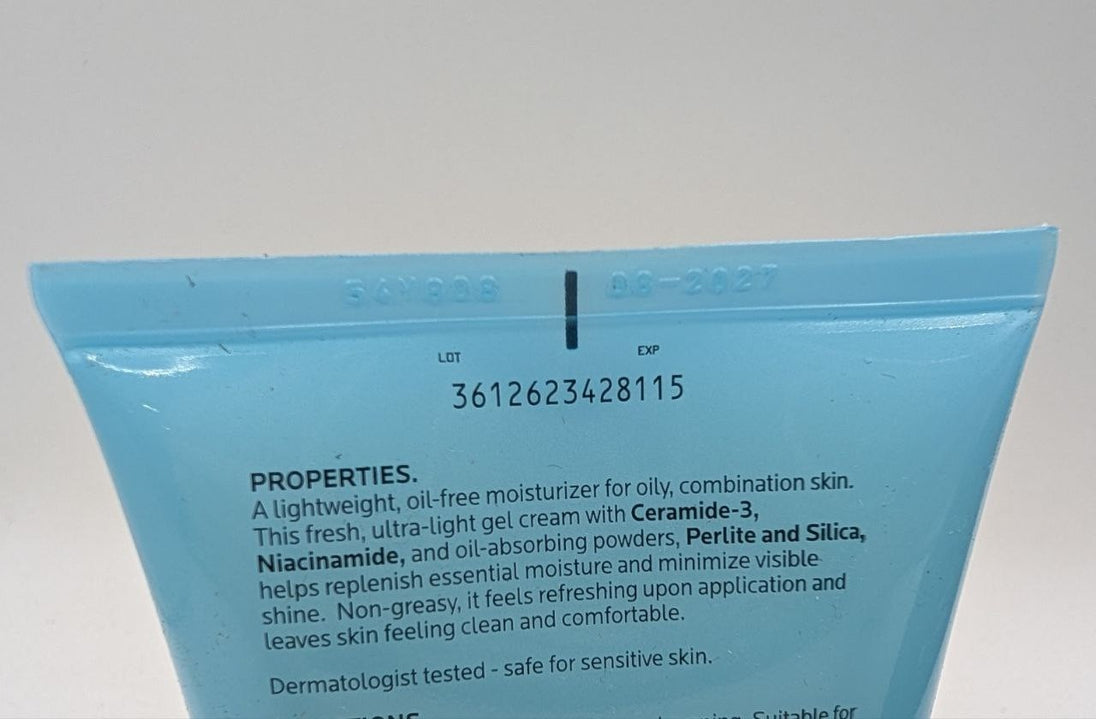 08-2027
LOT EXP
3612623428115
PROPERTIES.
A lightweight, oil-free moisturizer for oily, combination skin.
This fresh, ultra-light gel cream with Ceramide-3,
Niacinamide, and oil-absorbing powders, Perlite and Silica,
helps replenish essential moisture and minimize visible
shine. Non-greasy, it feels refreshing upon application and
leaves skin feeling clean and comfortable.
Dermatologist tested - safe for sensitive skin.
Suitable for